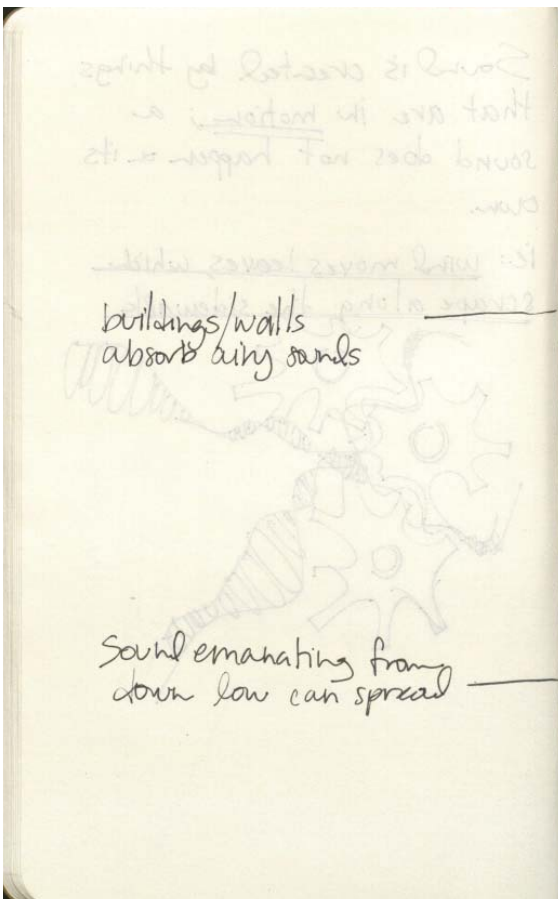 buildings/walls
absorb airy sounds
Sound emanating from
down low can spread